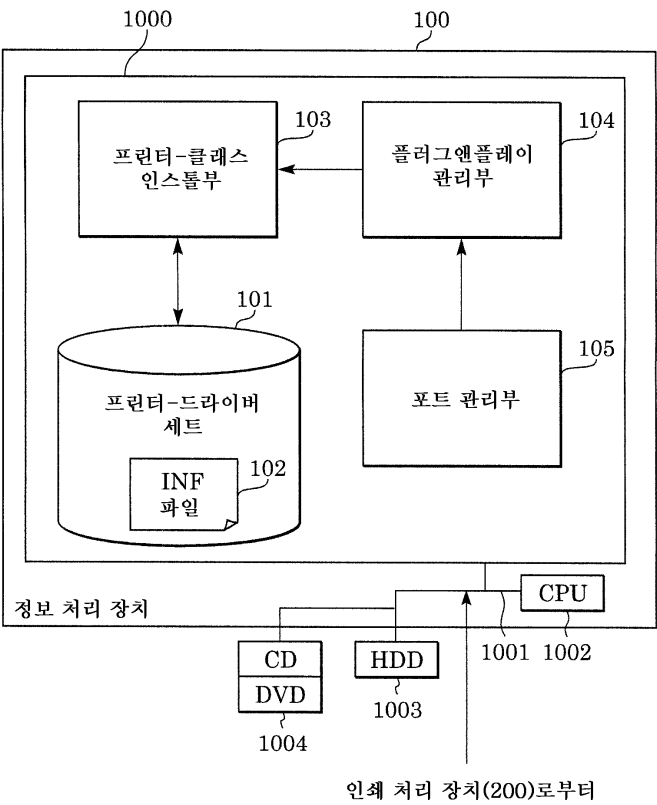 1000
100
103
프린터-클래스
인스톨부
104
플러그앤플레이
관리부
101
프린터-드라이버
세트
102
INF
파일
105
포트 관리부
정보 처리 장치
CPU
1001
1002
CD
DVD
1004
HDD
1003
인쇄 처리 장치(200)로부터